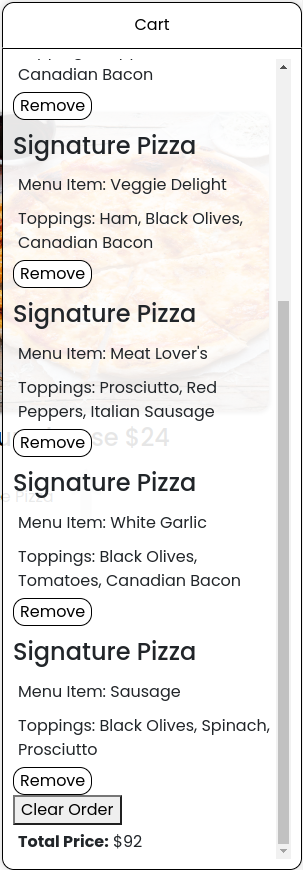 Cart
Canadian Bacon
Remove
Signature Pizza
Menu Item: Veggie Delight
Toppings: Ham, Black Olives,
Canadian Bacon
Remove
Signature Pizza
Menu Item: Meat Lover's
Toppings: Prosciutto, Red
Peppers, Italian Sausage
Remove
se $24
Signature Pizza
Menu Item: White Garlic
Toppings: Black Olives,
Tomatoes, Canadian Bacon
Remove
Signature Pizza
Menu Item: Sausage
Toppings: Black Olives, Spinach,
Prosciutto
Remove
Clear Order
Total Price: $92